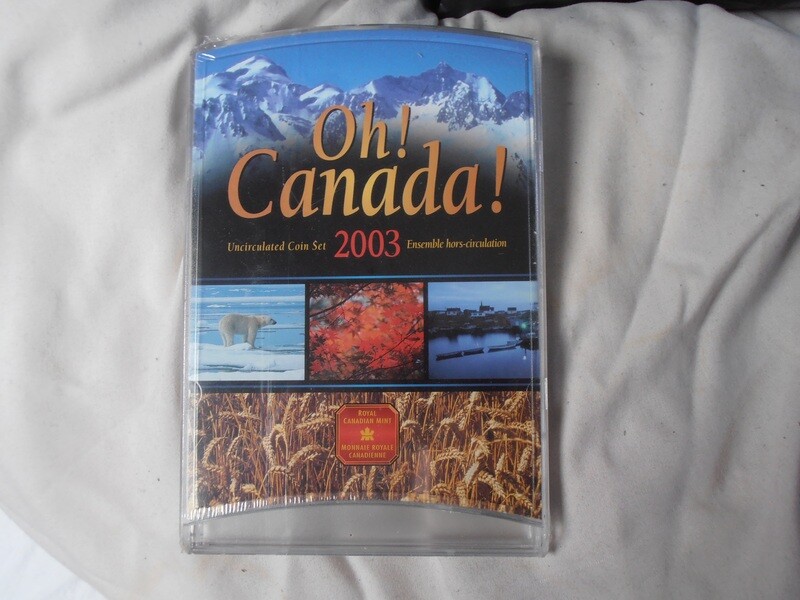 Oh!
Canada!
Uncirculated Coin Set 2003 Ensemble hors-circulation
ROYAL
CANADIAN MINT
MONNAIE ROYALE
CANADIENNE